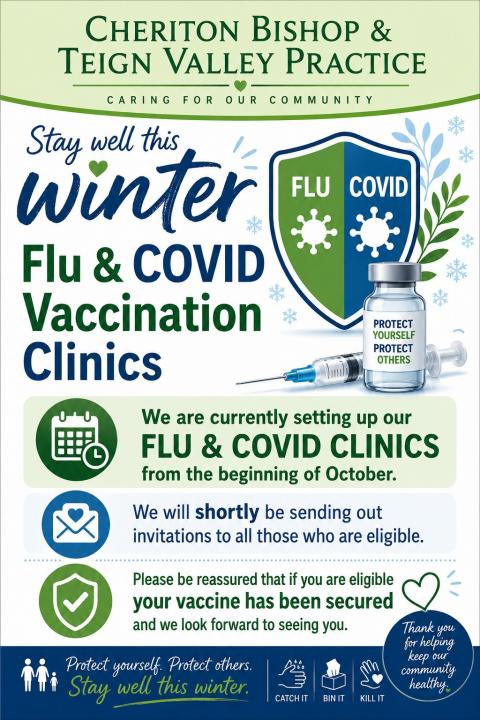 CHERITON BISHOP &
TEIGN VALLEY PRACTICE
CARING FOR OUR COMMUNITY
Stay well this
winter
Flu & COVID
Vaccination
Clinics
FLU COVID
PROTECT
YOURSELF
PROTECT
OTHERS
We are currently setting up our
FLU & COVID CLINICS
from the beginning of October.
We will shortly be sending out
invitations to all those who are eligible.
Please be reassured that if you are eligible
your vaccine has been secured
and we look forward to seeing you.
Thank you
for helping
keep our
community
healthy.
Protect yourself. Protect others.
Stay well this winter.
CATCH IT BIN IT KILL IT